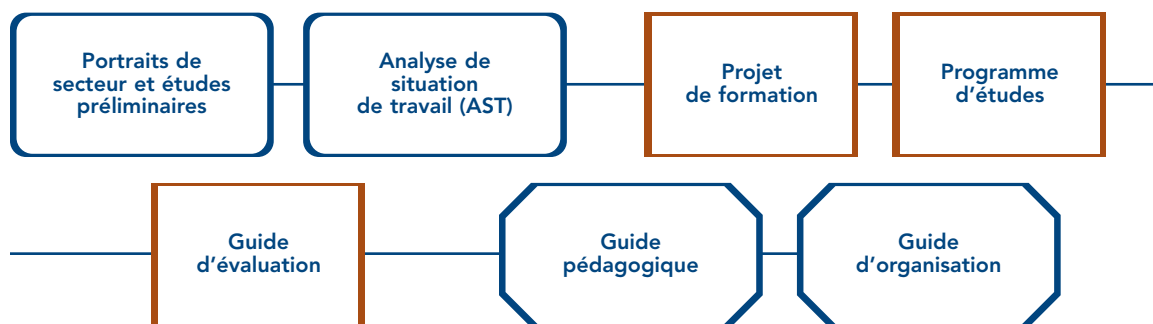 Portraits de
secteur et études
préliminaires
Analyse de
situation
de travail (AST)
Projet
de formation
Programme
d’études
Guide
d’évaluation
Guide
pédagogique
Guide
d’organisation